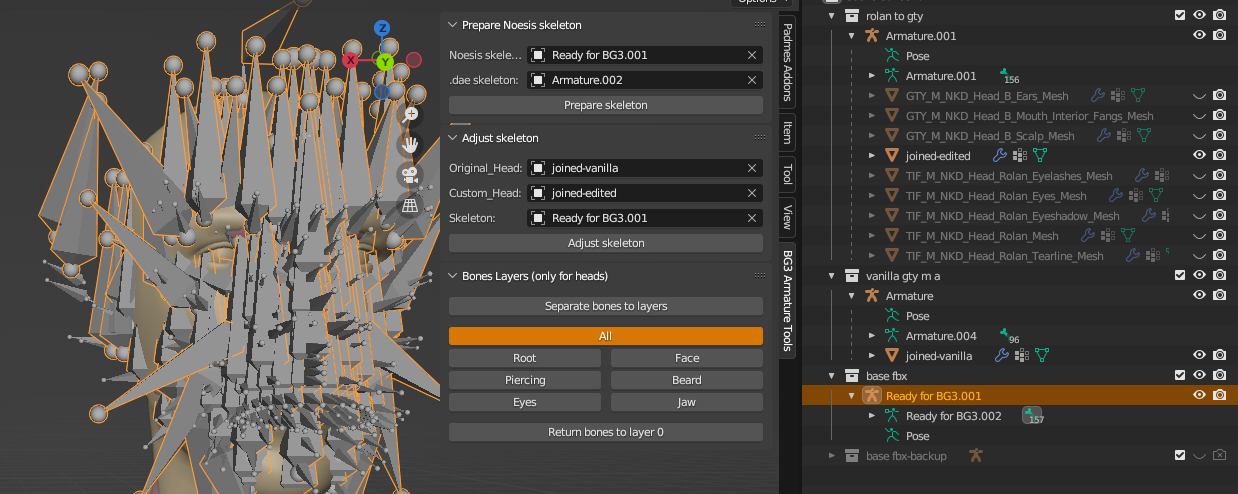 Options
Prepare Noesis skeleton
Noesis skele...
Ready for BG3.001
.dae skeleton:
Armature.002
Prepare skeleton
Adjust skeleton
Original_Head:
joined-vanilla
Custom_Head:
joined-edited
Skeleton:
Ready for BG3.001
Adjust skeleton
Bones Layers (only for heads)
Separate bones to layers
All
Root
Face
Piercing
Beard
Eyes
Jaw
Return bones to layer 0
Z
X
Y
Padmes Addons
Item
Tool
View
BG3 Armature Tools
rolan to gty
Armature.001
Pose
Armature.001
156
GTY_M_NKD_Head_B_Ears_Mesh
GTY_M_NKD_Head_B_Mouth_Interior_Fangs_Mesh
GTY_M_NKD_Head_B_Scalp_Mesh
joined-edited
TIF_M_NKD_Head_Rolan_Eyelashes_Mesh
TIF_M_NKD_Head_Rolan_Eyes_Mesh
TIF_M_NKD_Head_Rolan_Eyeshadow_Mesh
TIF_M_NKD_Head_Rolan_Mesh
TIF_M_NKD_Head_Rolan_Tearline_Mesh
vanilla gty m a
Armature
Pose
Armature.004
96
joined-vanilla
base fbx
Ready for BG3.001
Ready for BG3.002
157
Pose
base fbx-backup